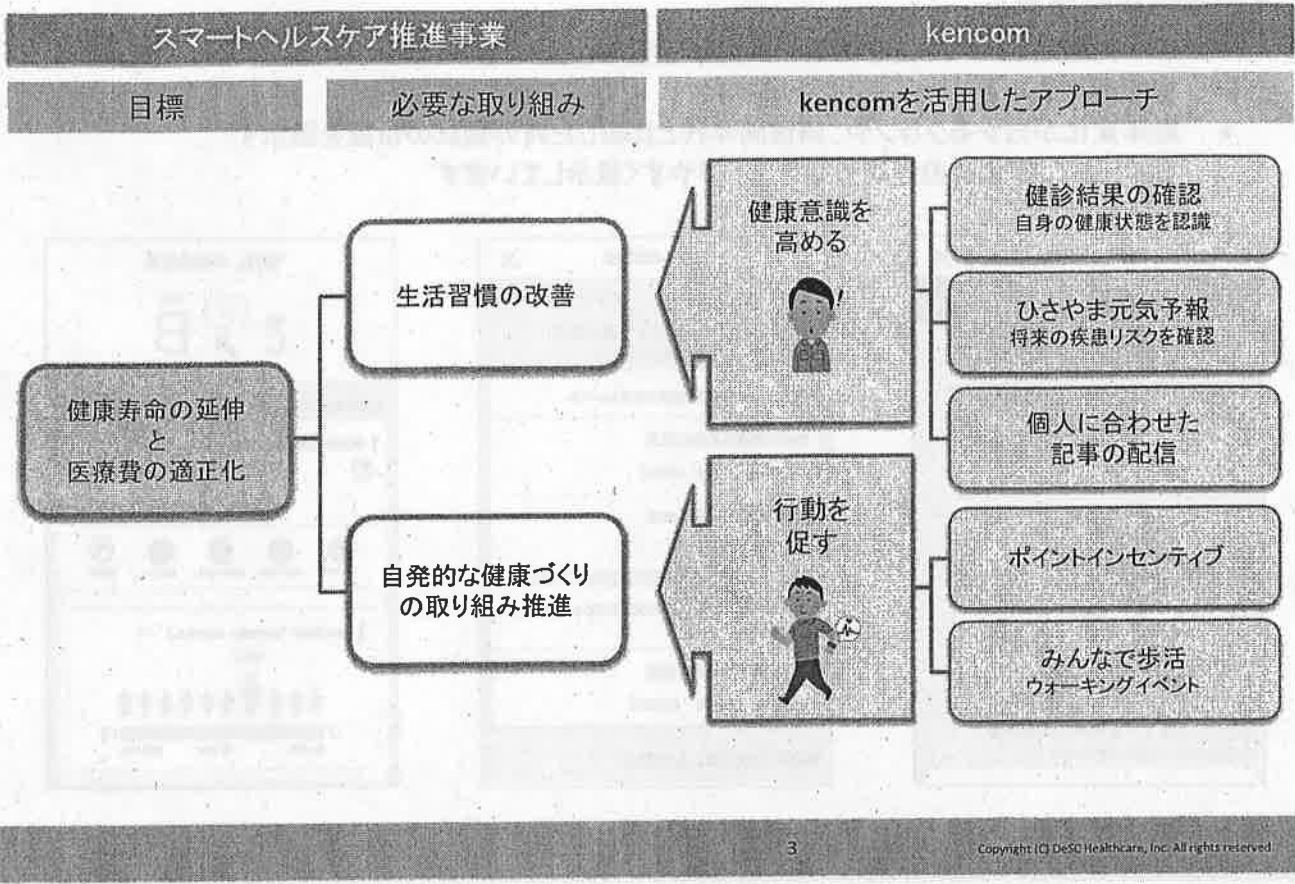 スマートヘルスケア推進事業
kencom
目標
必要な取り組み
kencomを活用したアプローチ
健康寿命の延伸
と
医療費の適正化
生活習慣の改善
自発的な健康づくり
の取り組み推進
健康意識を
高める
!
行動を
促す
健診結果の確認
自身の健康状態を認識
ひさやま元気予報
将来の疾患リスクを確認
個人に合わせた
記事の配信
ポイントインセンティブ
みんなで歩活
ウォーキングイベント
3
Copyright (C) DeSC Healthcare, Inc. All rights reserved.